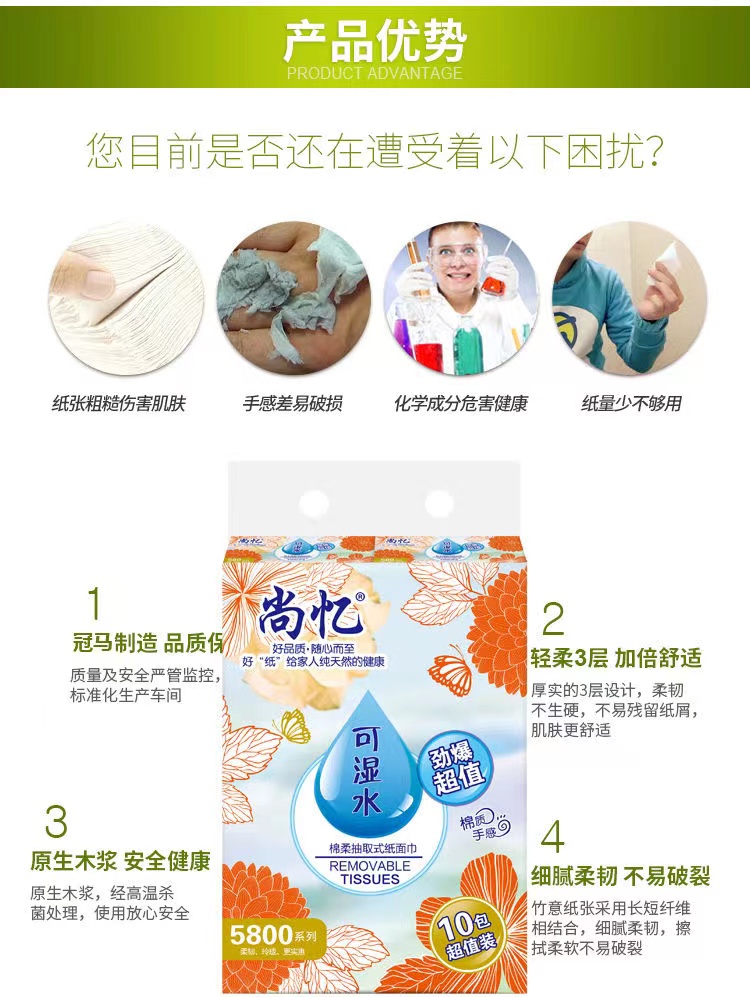 产品优势
PRODUCT ADVANTAGE
您目前是否还在遭受着以下困扰？
纸张粗糙伤害肌肤
手感差易破损
化学成分危害健康
纸量少不够用
尚忆®
好品质·随心而至
好“纸”给家人纯天然的健康
1
冠马制造 品质保
质量及安全严管监控，
标准化生产车间
2
轻柔3层 加倍舒适
厚实的3层设计，柔韧
不生硬，不易残留纸屑，
肌肤更舒适
可湿水
劲爆
超值
棉质
手感
棉柔抽取式纸面巾
REMOVABLE
TISSUES
3
原生木浆 安全健康
原生木浆，经高温杀
菌处理，使用放心安全
4
细腻柔韧 不易破裂
竹意纸张采用长短纤维
相结合，细腻柔韧，擦
拭柔软不易破裂
5800系列
柔韧、玲珑、更实惠
10包
超值装